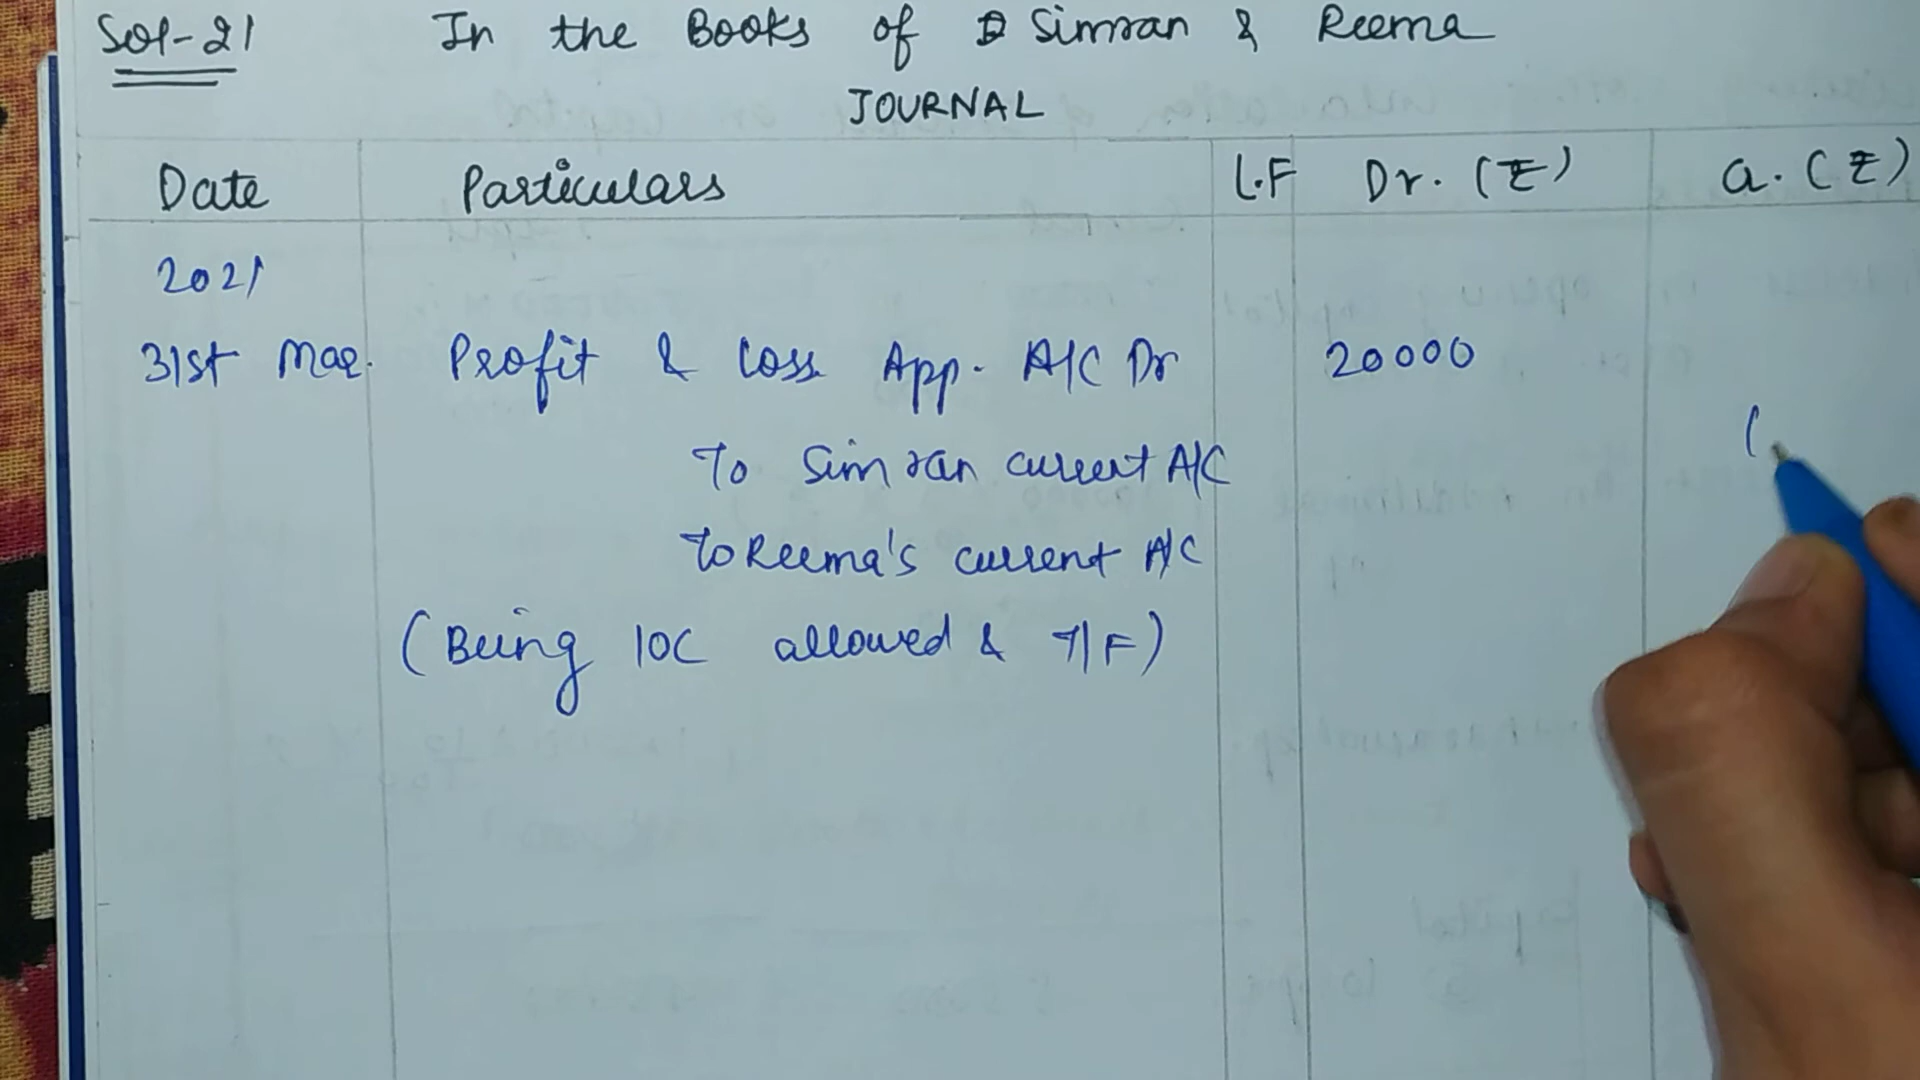 Sol-21 In the Books of Simran & Reema
JOURNAL
Date Particulars L.F Dr. (₹) Cr. (₹)
2021
31st Mar. Profit & Loss App. A/C Dr 20000
To Simran current A/C
To Reema's current A/C
(Being IOC allowed & T/F)